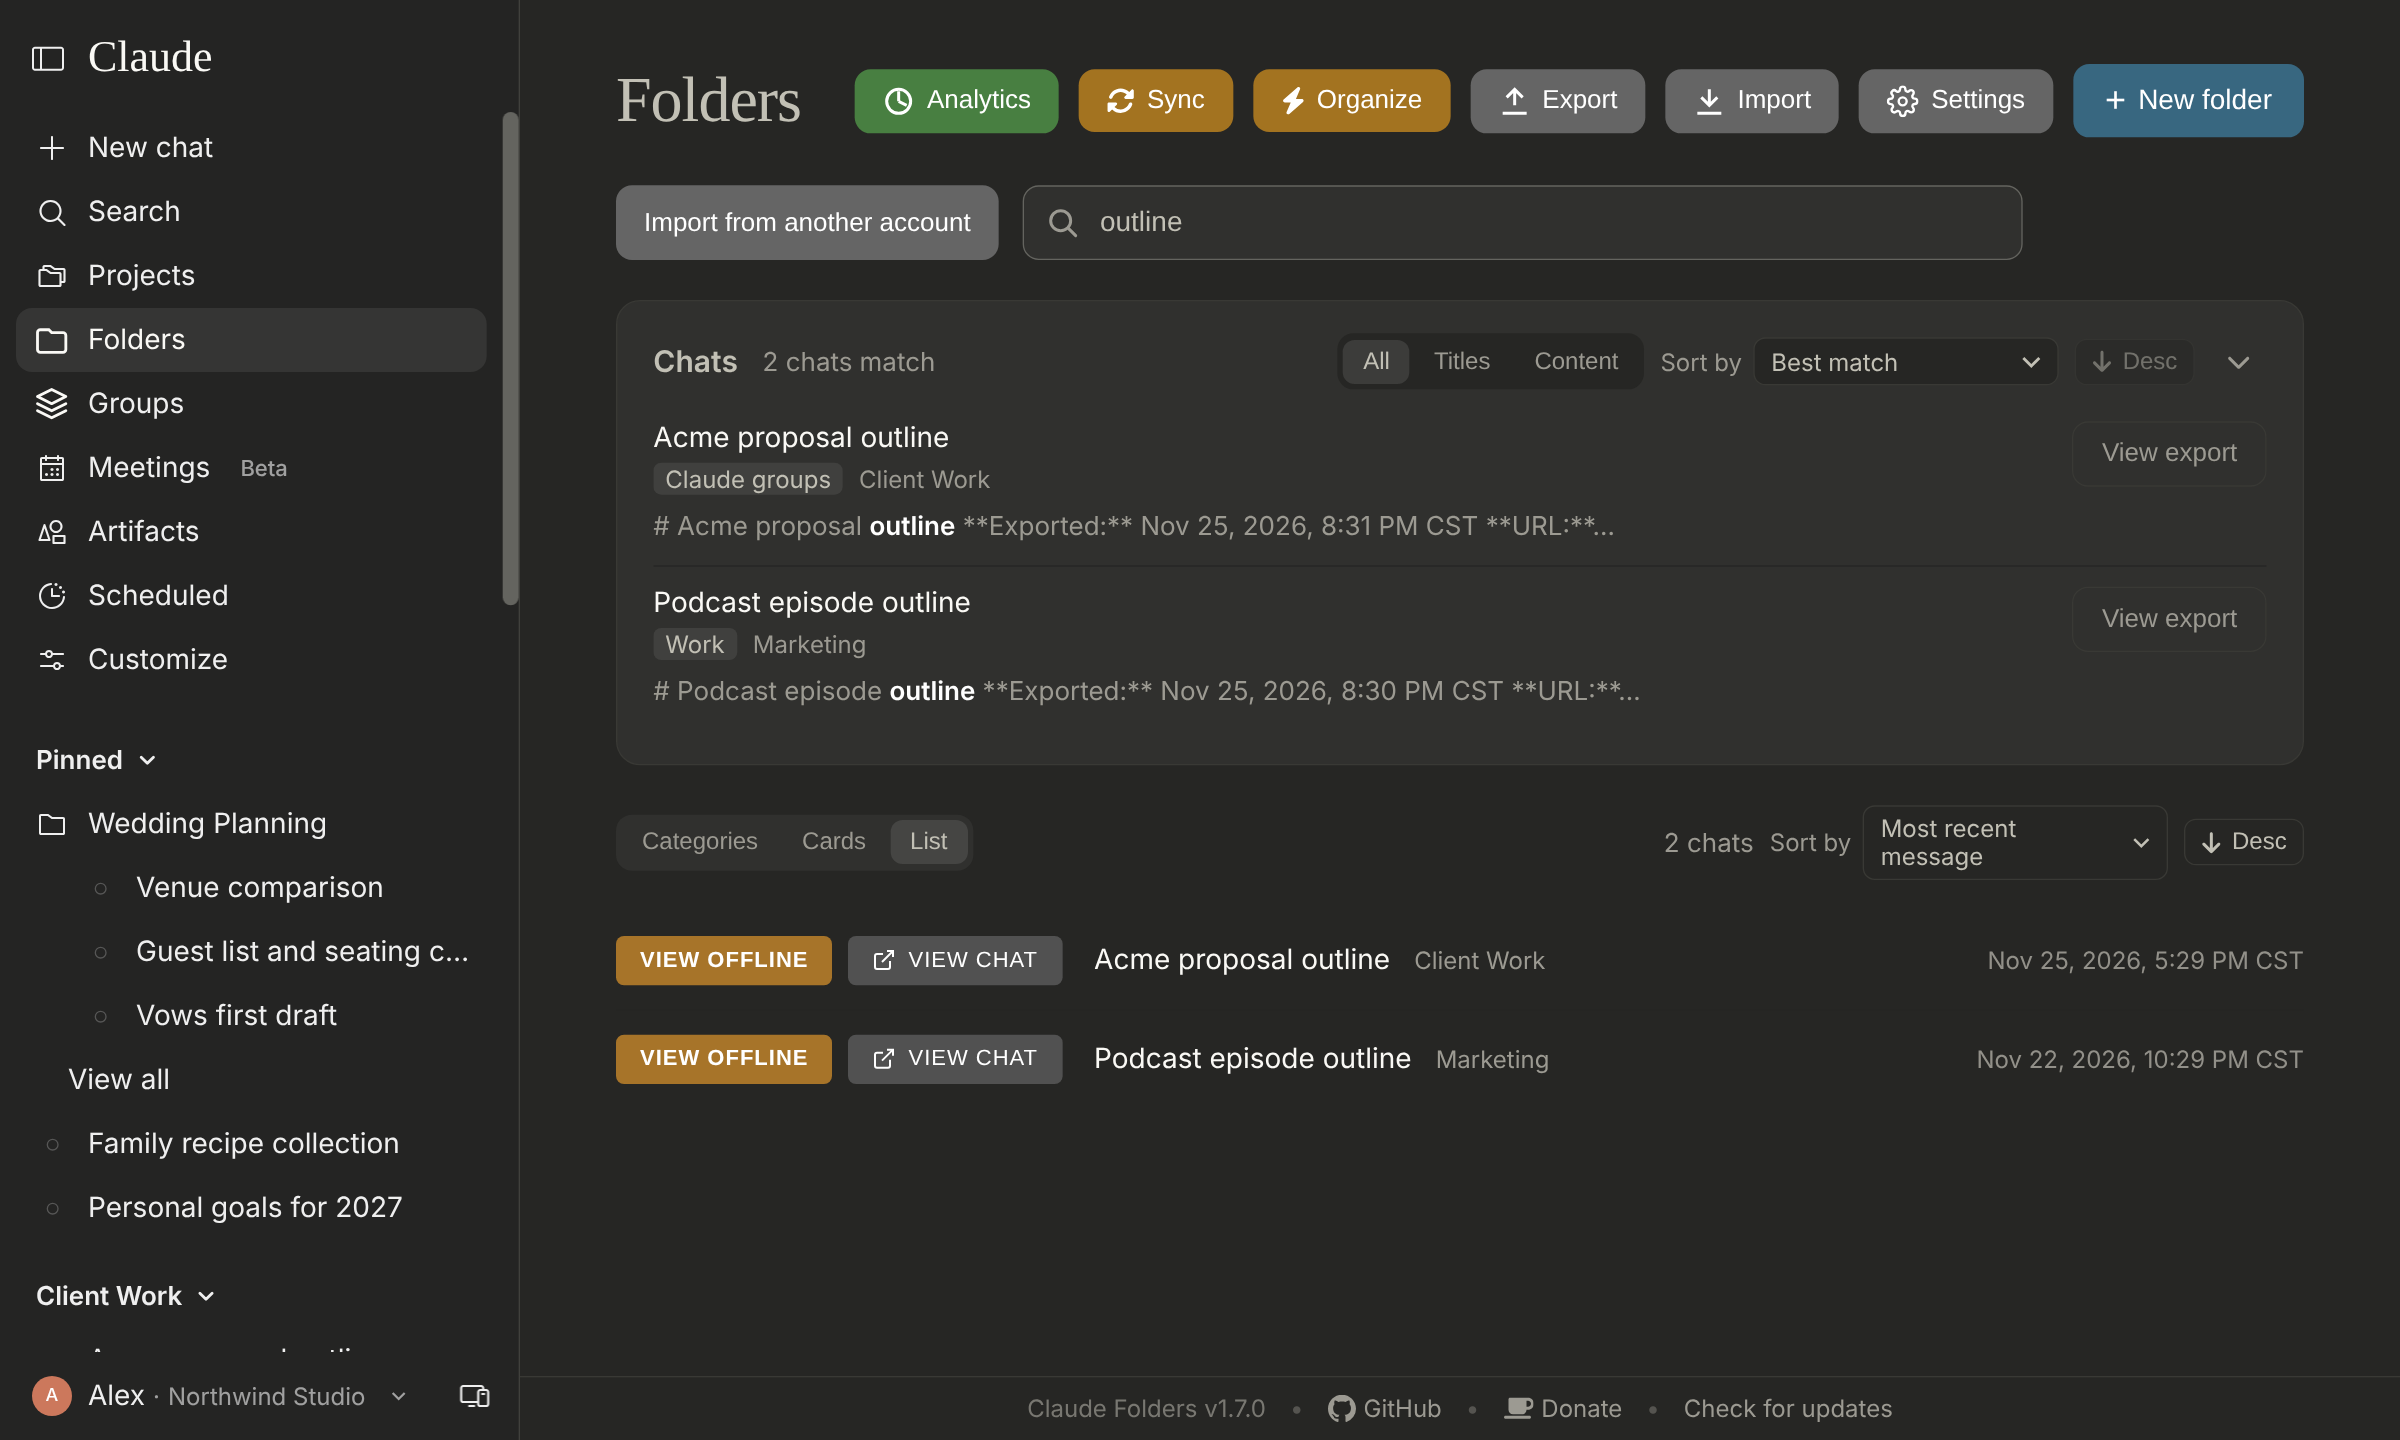 Claude
New chat
Search
Projects
Folders
Groups
Meetings Beta
Artifacts
Scheduled
Customize
Pinned
Wedding Planning
Venue comparison
Guest list and seating c...
Vows first draft
View all
Family recipe collection
Personal goals for 2027
Client Work
A
Alex · Northwind Studio
Folders
Analytics
Sync
Organize
Export
Import
Settings
+ New folder
Import from another account
outline
Chats 2 chats match
All Titles Content Sort by Best match Desc
Acme proposal outline
Claude groups Client Work
# Acme proposal outline **Exported:** Nov 25, 2026, 8:31 PM CST **URL:**...
View export
Podcast episode outline
Work Marketing
# Podcast episode outline **Exported:** Nov 25, 2026, 8:30 PM CST **URL:**...
View export
Categories Cards List
2 chats Sort by Most recent
message
Desc
VIEW OFFLINE VIEW CHAT Acme proposal outline Client Work Nov 25, 2026, 5:29 PM CST
VIEW OFFLINE VIEW CHAT Podcast episode outline Marketing Nov 22, 2026, 10:29 PM CST
Claude Folders v1.7.0 • GitHub • Donate • Check for updates